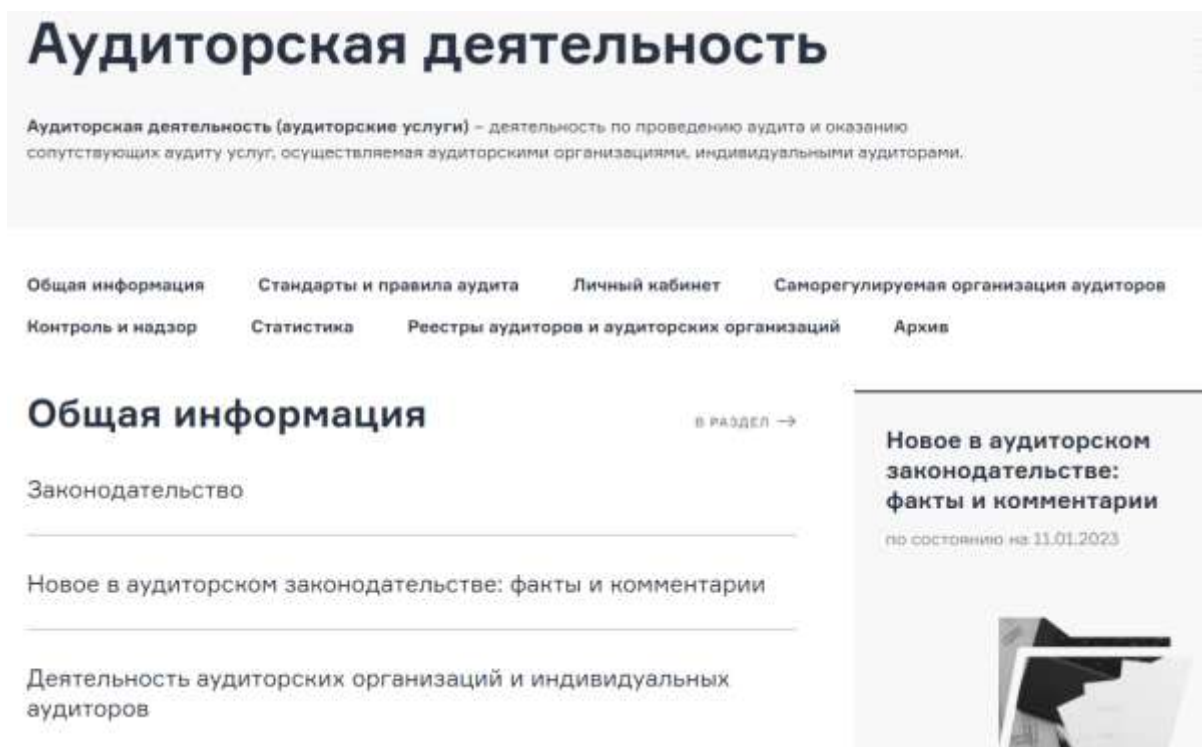 Аудиторская деятельность
Аудиторская деятельность (аудиторские услуги) – деятельность по проведению аудита и оказанию
сопутствующих аудиту услуг, осуществляемая аудиторскими организациями, индивидуальными аудиторами.
Общая информация Стандарты и правила аудита Личный кабинет Саморегулируемая организация аудиторов
Контроль и надзор Статистика Реестры аудиторов и аудиторских организаций Архив
Общая информация
В РАЗДЕЛ →
Законодательство
Новое в аудиторском законодательстве: факты и комментарии
Деятельность аудиторских организаций и индивидуальных
аудиторов
Новое в аудиторском
законодательстве:
факты и комментарии
по состоянию на 11.01.2023